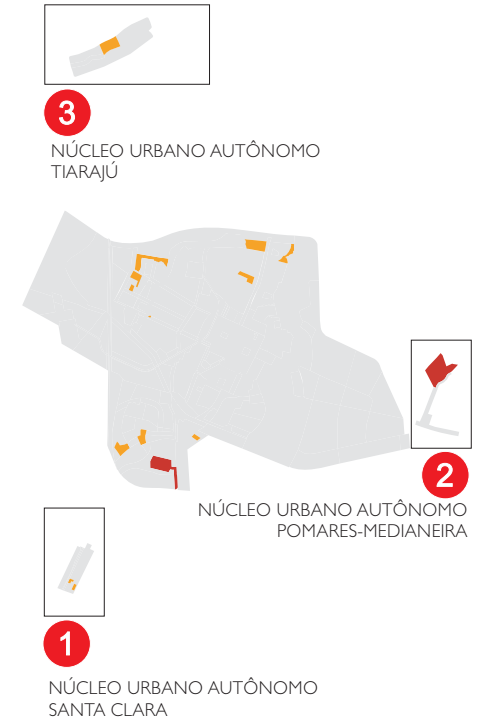 3
NÚCLEO URBANO AUTÔNOMO
TIARAJÚ
2
NÚCLEO URBANO AUTÔNOMO
POMARES-MEDIANEIRA
1
NÚCLEO URBANO AUTÔNOMO
SANTA CLARA